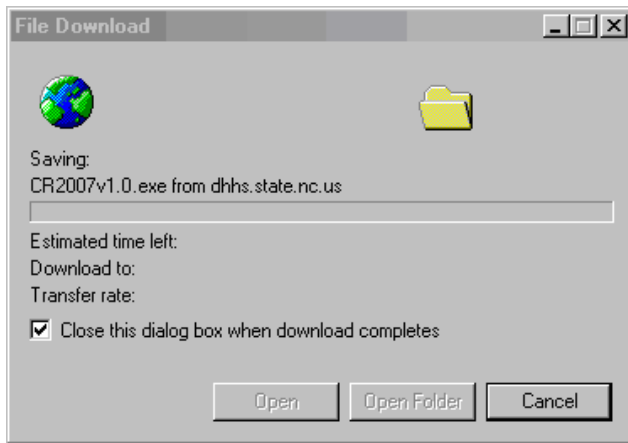 File Download
Saving:
CR2007v1.0.exe from dhhs.state.nc.us
Estimated time left:
Download to:
Transfer rate:
Close this dialog box when download completes
Open Open Folder Cancel